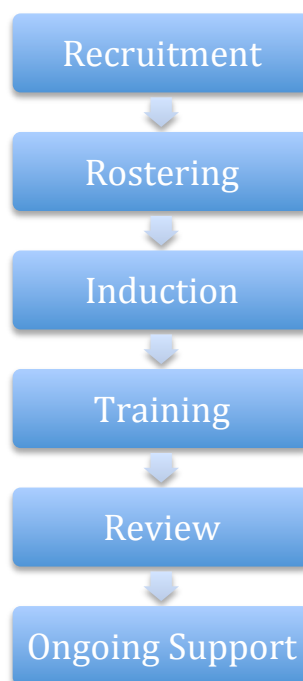 Recruitment
Rostering
Induction
Training
Review
Ongoing Support